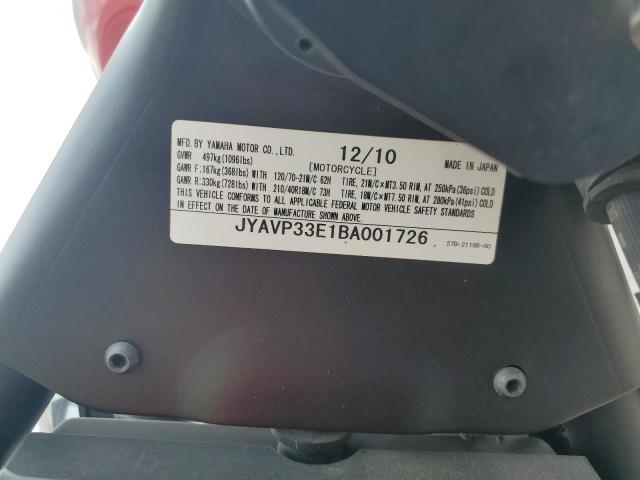 MFD. BY YAMAHA MOTOR CO., LTD. 12/10 MADE IN JAPAN
GVWR 497kg(1096lbs) [MOTORCYCLE]
GAWR F:167kg(368lbs) WITH 120/70-21M/C 62H TIRE, 21M/C×MT3.50 RIM, AT 250kPa(36psi) COLD
GAWR R:330kg(728lbs) WITH 210/40R18M/C 73H TIRE, 18M/C×MT7.50 RIM, AT 280kPa(41psi) COLD
THIS VEHICLE CONFORMS TO ALL APPLICABLE FEDERAL MOTOR VEHICLE SAFETY STANDARDS
IN EFFECT ON THE DATE OF MANUFACTURE SHOWN ABOVE.
JYAVP33E1BA001726 27D-2118B-00